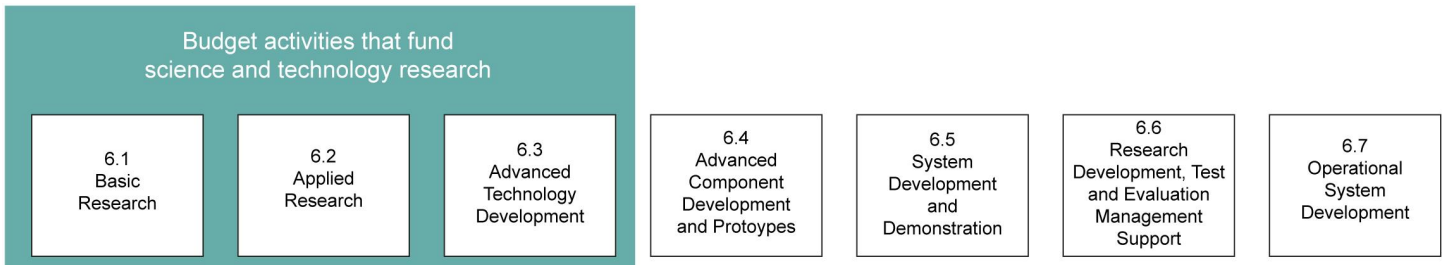 Budget activities that fund
science and technology research
6.1
Basic
Research
6.2
Applied
Research
6.3
Advanced
Technology
Development
6.4
Advanced
Component
Development
and Protoypes
6.5
System
Development
and
Demonstration
6.6
Research
Development, Test
and Evaluation
Management
Support
6.7
Operational
System
Development